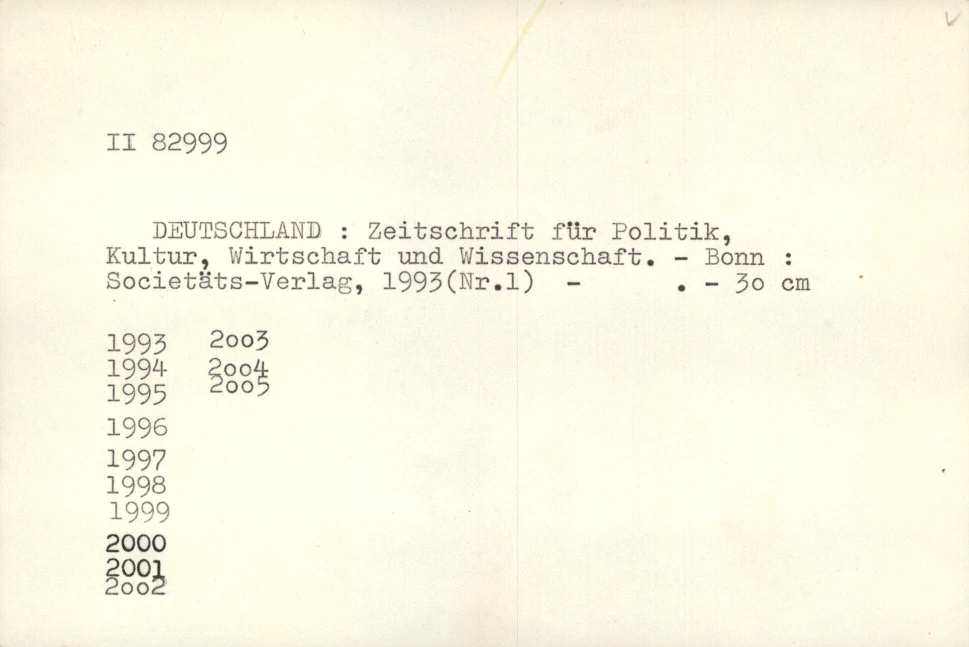 II 82999
DEUTSCHLAND : Zeitschrift für Politik,
Kultur, Wirtschaft und Wissenschaft. - Bonn :
Societäts-Verlag, 1993(Nr.1) - . - 3o cm
1993 2oo3
1994 2oo4
1995 2oo5
1996
1997
1998
1999
2000
2001
2oo2